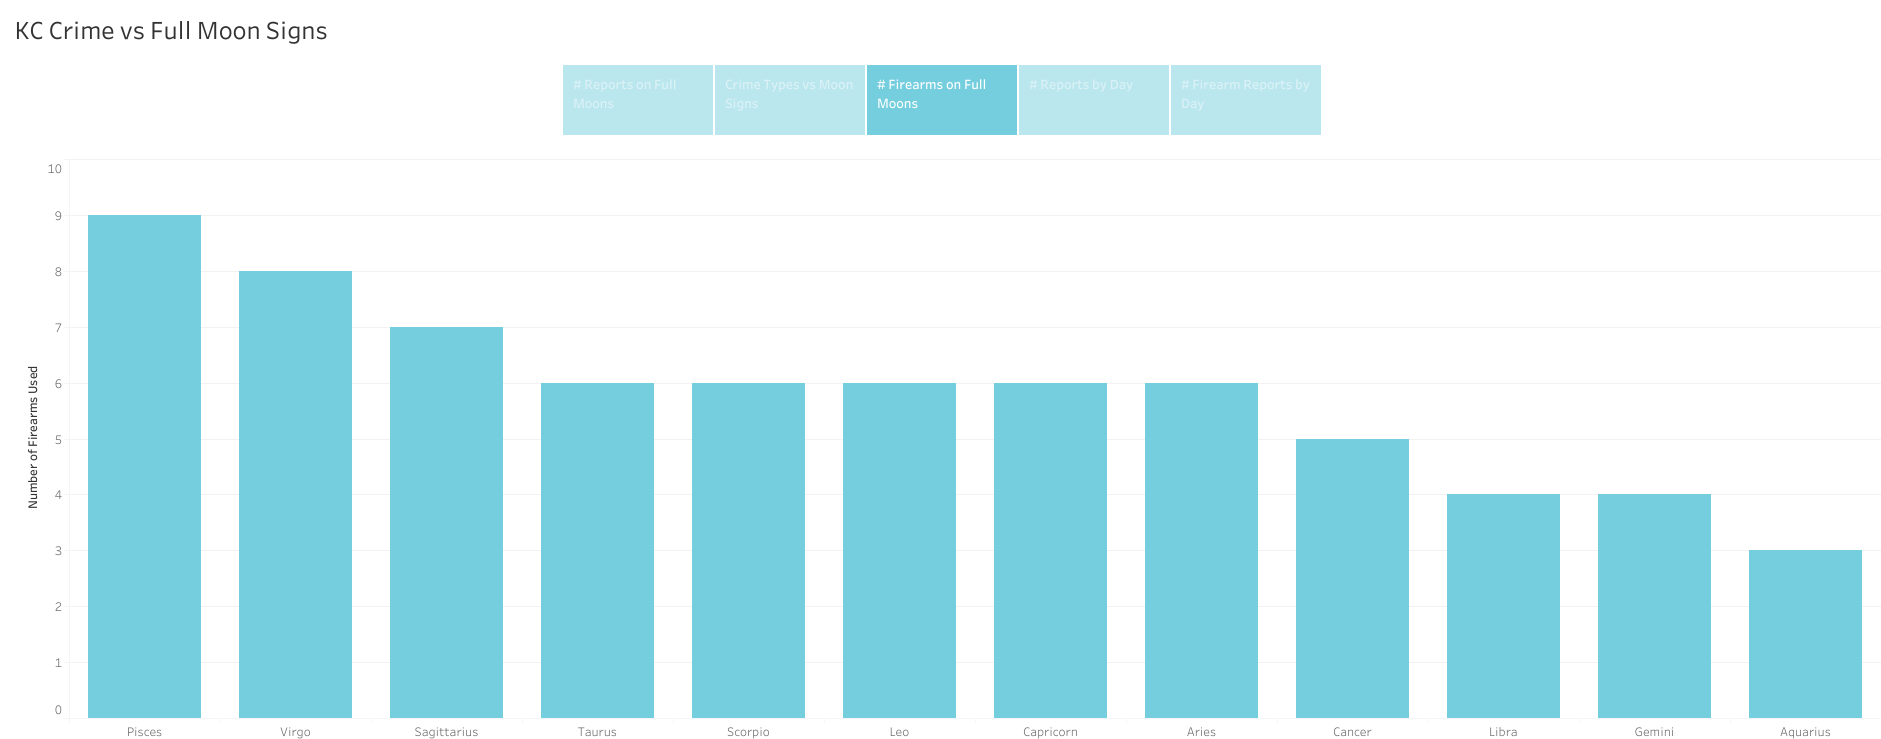 KC Crime vs Full Moon Signs
# Reports on Full
Moons
Crime Types vs Moon
Signs
# Firearms on Full
Moons
# Reports by Day
# Firearm Reports by
Day
Number of Firearms Used
10
9
8
7
6
5
4
3
2
1
0
Pisces
Virgo
Sagittarius
Taurus
Scorpio
Leo
Capricorn
Aries
Cancer
Libra
Gemini
Aquarius